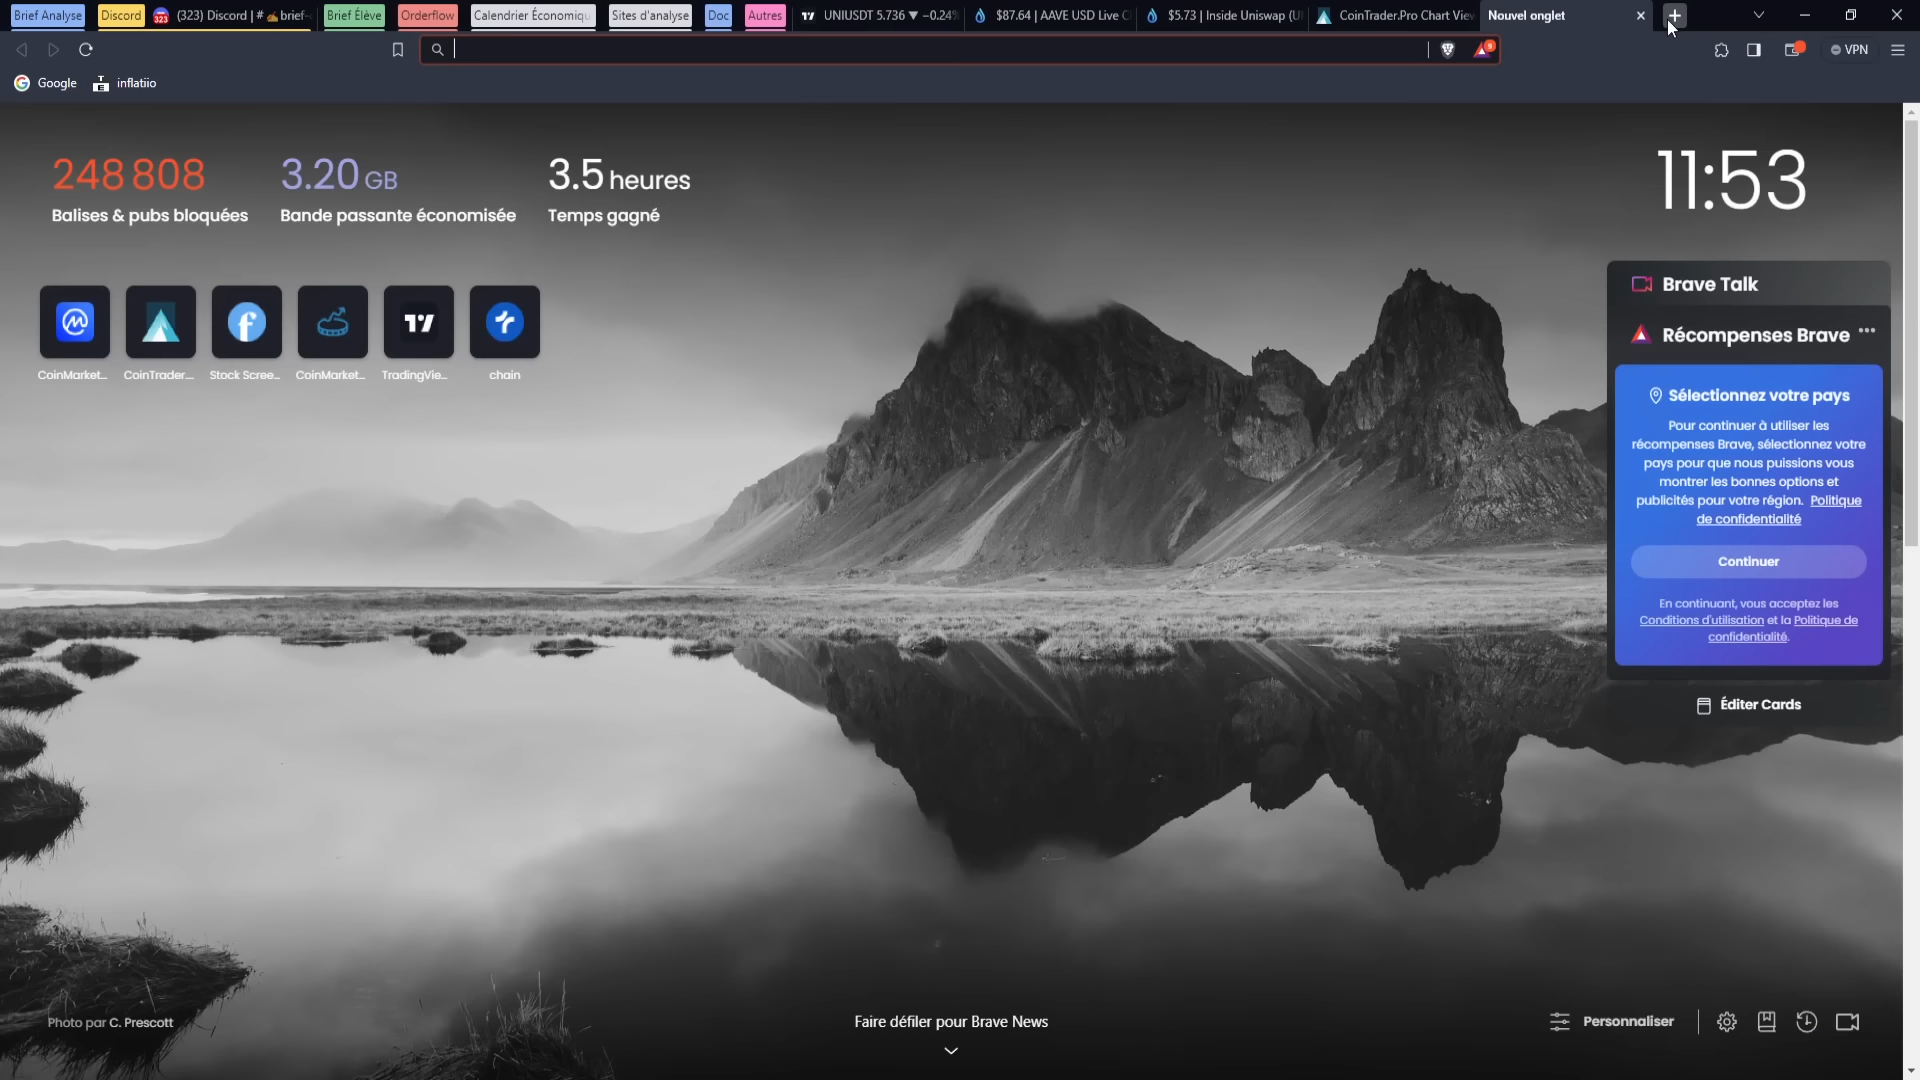 Brief Analyse
Discord
(323) Discord | # ✍ brief-
Brief Élève
Orderflow
Calendrier Économiqu
Sites d'analyse
Doc
Autres
UNIUSDT 5.736 ▼ −0.24%
$87.64 | AAVE USD Live C
$5.73 | Inside Uniswap (U
CoinTrader.Pro Chart View
Nouvel onglet
VPN
Google
inflatiio
248 808
Balises & pubs bloquées
3.20 GB
Bande passante économisée
3.5 heures
Temps gagné
11:53
CoinMarket...
CoinTrader...
Stock Scree...
CoinMarket...
TradingVie...
chain
Brave Talk
Récompenses Brave
Sélectionnez votre pays
Pour continuer à utiliser les
récompenses Brave, sélectionnez votre
pays pour que nous puissions vous
montrer les bonnes options et
publicités pour votre région. Politique
de confidentialité
Continuer
En continuant, vous acceptez les
Conditions d'utilisation et la Politique de
confidentialité.
Éditer Cards
Photo par C. Prescott
Faire défiler pour Brave News
Personnaliser